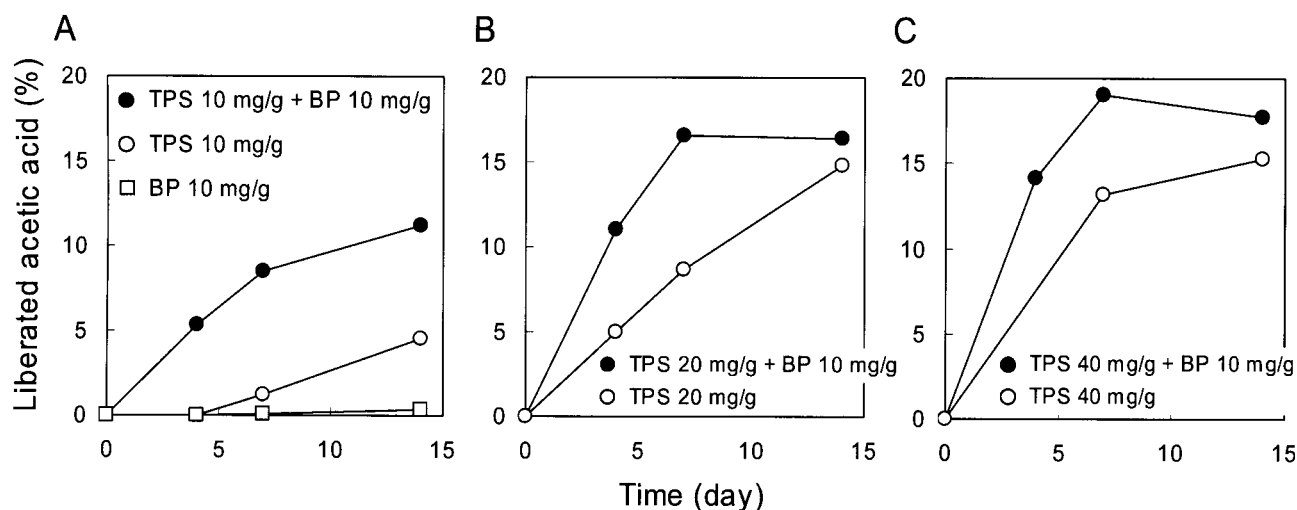 A
B
C
Liberated acetic acid (%)
20
15
10
5
0
TPS 10 mg/g + BP 10 mg/g
TPS 10 mg/g
BP 10 mg/g
0 5 10 15
20
15
10
5
0
TPS 20 mg/g + BP 10 mg/g
TPS 20 mg/g
0 5 10 15
20
15
10
5
0
TPS 40 mg/g + BP 10 mg/g
TPS 40 mg/g
0 5 10 15
Time (day)